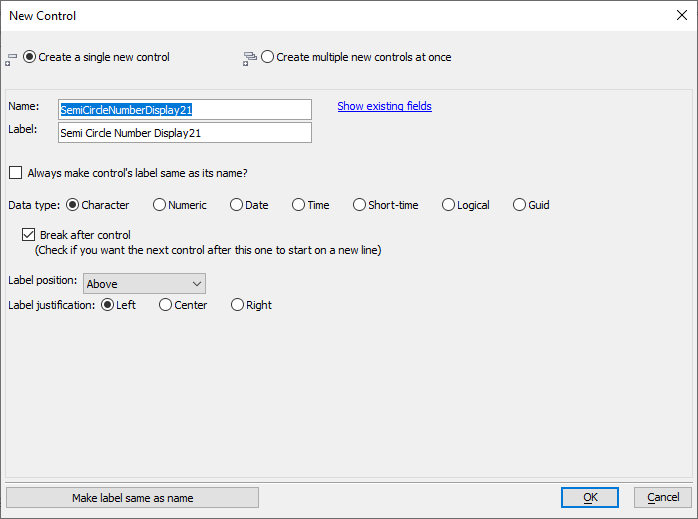 New Control
Create a single new control
Create multiple new controls at once
Name: SemiCircleNumberDisplay21 Show existing fields
Label: Semi Circle Number Display21
Always make control's label same as its name?
Data type: Character Numeric Date Time Short-time Logical Guid
Break after control
(Check if you want the next control after this one to start on a new line)
Label position: Above
Label justification: Left Center Right
Make label same as name OK Cancel